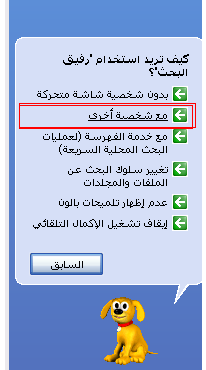 كيف تريد استخدام "رفيق
البحث"؟
بدون شخصية شاشة متحركة
مع شخصية أخرى
مع خدمة الفهرسة (لعمليات
البحث المحلية السريعة)
تغيير سلوك البحث عن
الملفات والمجلدات
عدم إظهار تلميحات بالون
إيقاف تشغيل الإكمال التلقائي
السابق